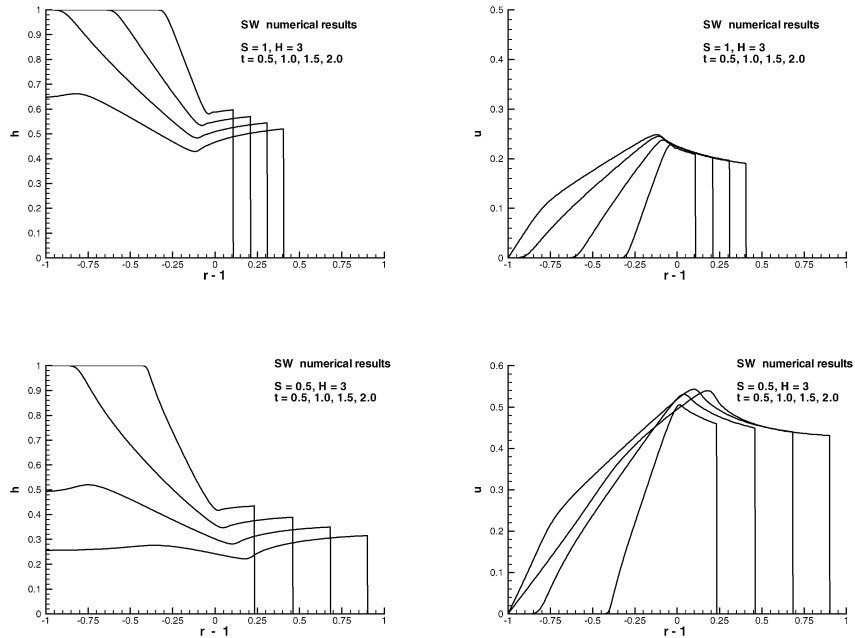 SW numerical results
S = 1, H = 3
t = 0.5, 1.0, 1.5, 2.0
h
1
0.9
0.8
0.7
0.6
0.5
0.4
0.3
0.2
0.1
0
-1 -0.75 -0.5 -0.25 0 0.25 0.5 0.75 1
r - 1
SW numerical results
S = 1, H = 3
t = 0.5, 1.0, 1.5, 2.0
u
0.5
0.4
0.3
0.2
0.1
0
-1 -0.75 -0.5 -0.25 0 0.25 0.5 0.75 1
r - 1
SW numerical results
S = 0.5, H = 3
t = 0.5, 1.0, 1.5, 2.0
h
1
0.9
0.8
0.7
0.6
0.5
0.4
0.3
0.2
0.1
0
-1 -0.75 -0.5 -0.25 0 0.25 0.5 0.75 1
r - 1
SW numerical results
S = 0.5, H = 3
t = 0.5, 1.0, 1.5, 2.0
u
0.6
0.5
0.4
0.3
0.2
0.1
0
-1 -0.75 -0.5 -0.25 0 0.25 0.5 0.75 1
r - 1